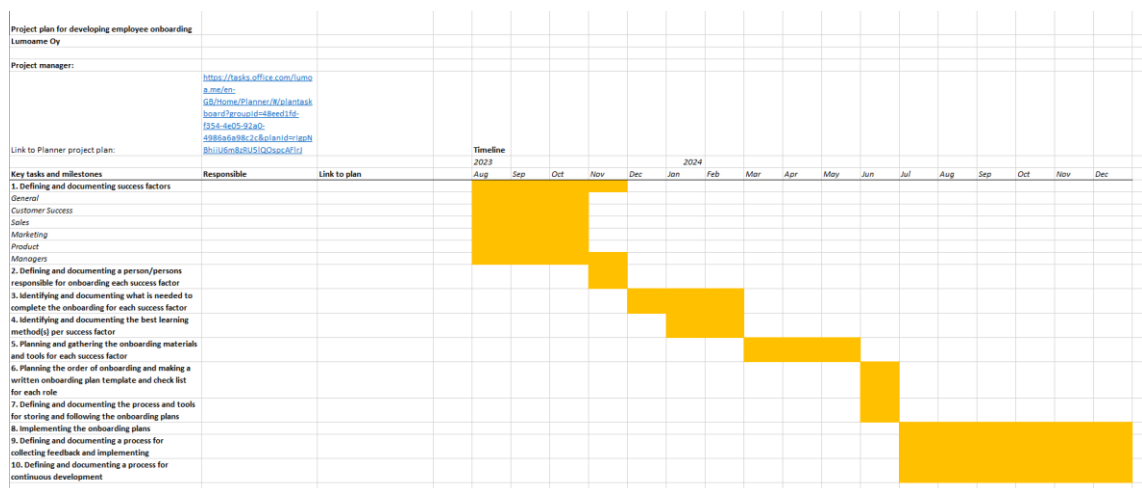 Project plan for developing employee onboarding
Lumoame Oy
Project manager:
https://tasks.office.com/lumo
a.me/en-
GB/Home/Planner/#/plantask
board?groupId=48eed1fd-
f354-4e05-92a0-
4986a6a98c2c&planId=
Link to Planner project plan:
Timeline
2023 2024
Key tasks and milestones Responsible Link to plan Aug Sep Oct Nov Dec Jan Feb Mar Apr May Jun Jul Aug Sep Oct Nov Dec
1. Defining and documenting success factors
General
Customer Success
Sales
Marketing
Product
Managers
2. Defining and documenting a person/persons
responsible for onboarding each success factor
3. Identifying and documenting what is needed to
complete the onboarding for each success factor
4. Identifying and documenting the best learning
method(s) per success factor
5. Planning and gathering the onboarding materials
and tools for each success factor
6. Planning the order of onboarding and making a
written onboarding plan template and check list
for each role
7. Defining and documenting the process and tools
for storing and following the onboarding plans
8. Implementing the onboarding plans
9. Defining and documenting a process for
collecting feedback and implementing
10. Defining and documenting a process for
continuous development